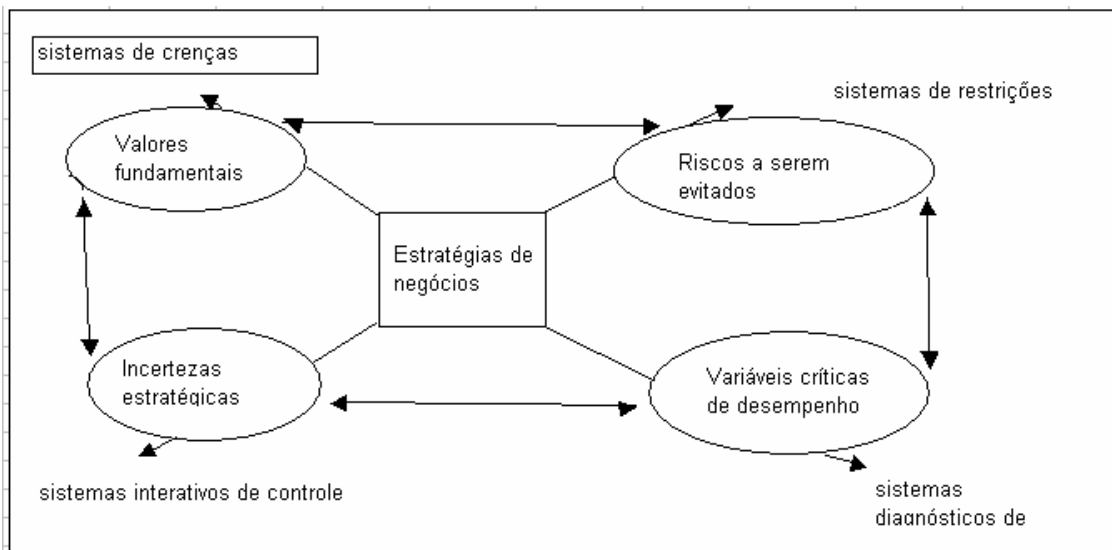 sistemas de crenças
sistemas de restrições
Valores
fundamentais
Riscos a serem
evitados
Estratégias de
negócios
Incertezas
estratégicas
Variáveis críticas
de desempenho
sistemas interativos de controle
sistemas
diagnósticos de